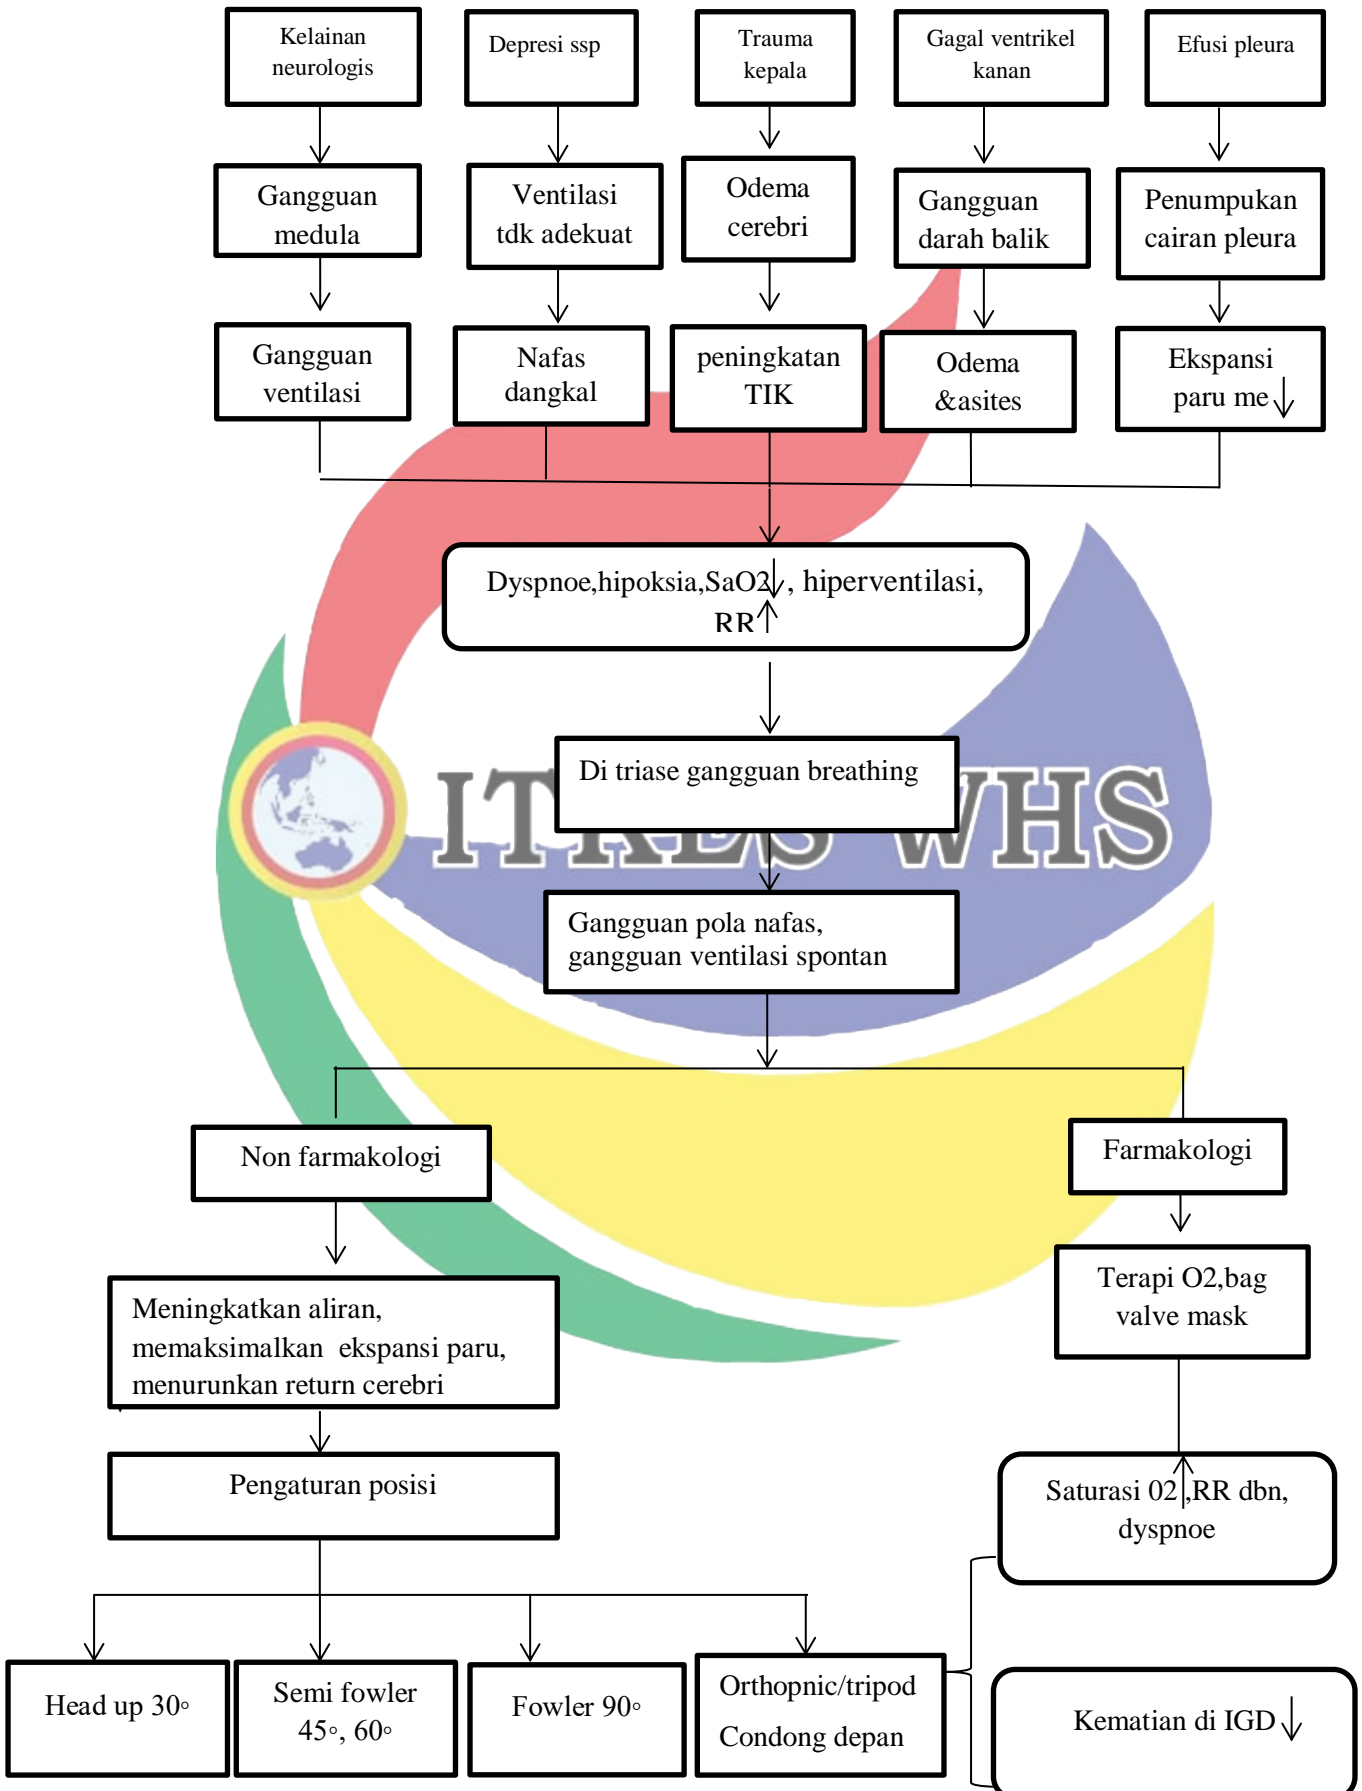 Kelainan
neurologis
Depresi ssp
Trauma
kepala
Gagal ventrikel
kanan
Efusi pleura
Gangguan
medula
Ventilasi
tdk adekuat
Odema
cerebri
Gangguan
darah balik
Penumpukan
cairan pleura
Gangguan
ventilasi
Nafas
dangkal
peningkatan
TIK
Odema
&asites
Ekspansi
paru me↓
Dyspnoe,hipoksia,SaO2↓, hiperventilasi,
RR↑
Di triase gangguan breathing
ITKES WHS
Gangguan pola nafas,
gangguan ventilasi spontan
Non farmakologi
Farmakologi
Meningkatkan aliran,
memaksimalkan ekspansi paru,
menurunkan return cerebri
Terapi O2,bag
valve mask
Pengaturan posisi
Saturasi 02↑,RR dbn,
dyspnoe
Head up 30°
Semi fowler
45°, 60°
Fowler 90°
Orthopnic/tripod
Condong depan
Kematian di IGD↓